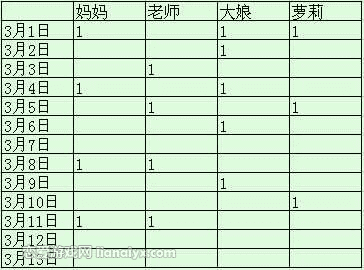 妈妈 老师 大娘 萝莉
3月1日 1 1 1
3月2日 1
3月3日 1
3月4日 1 1
3月5日 1 1
3月6日 1
3月7日
3月8日 1 1
3月9日 1
3月10日 1
3月11日 1 1
3月12日
3月13日
游戏网 lianaiyx.com